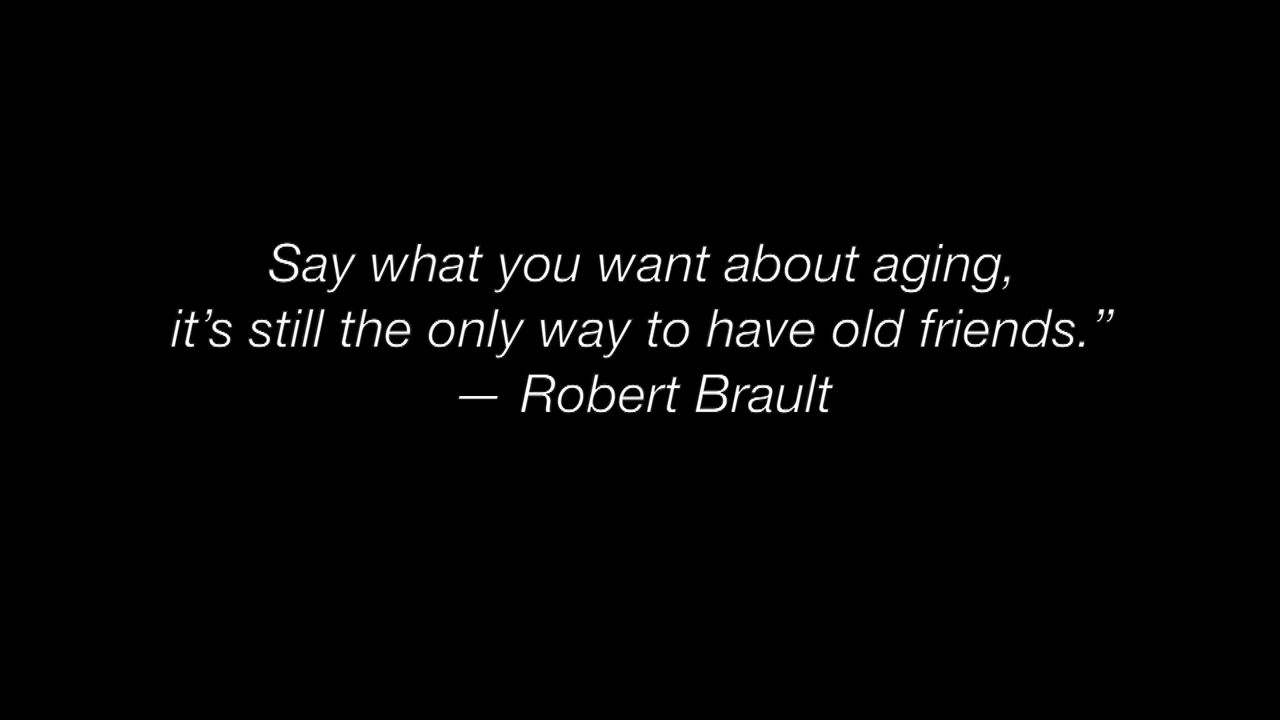 Say what you want about aging,
it’s still the only way to have old friends.”
— Robert Brault